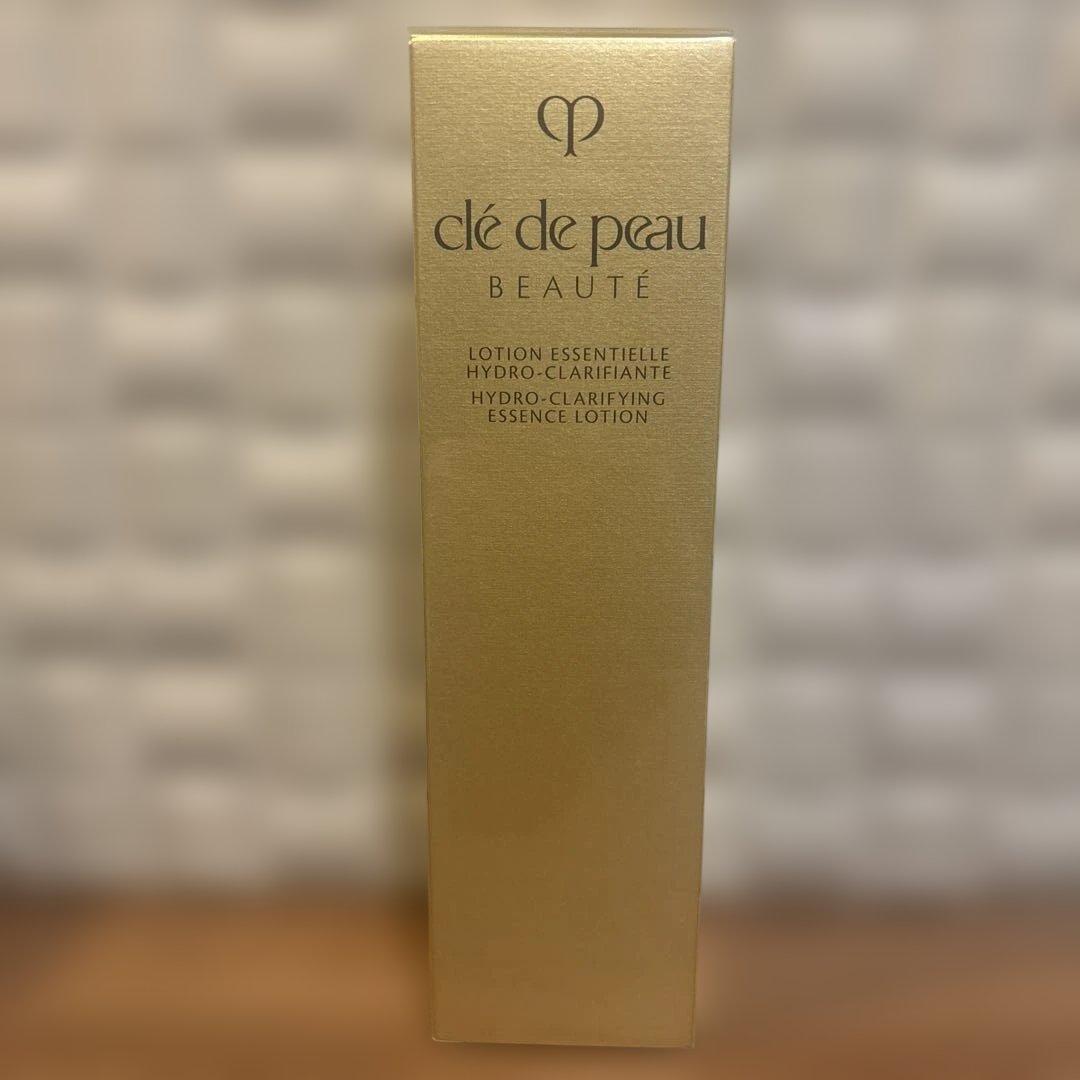 clé de peau
BEAUTÉ
LOTION ESSENTIELLE
HYDRO-CLARIFIANTE
HYDRO-CLARIFYING
ESSENCE LOTION